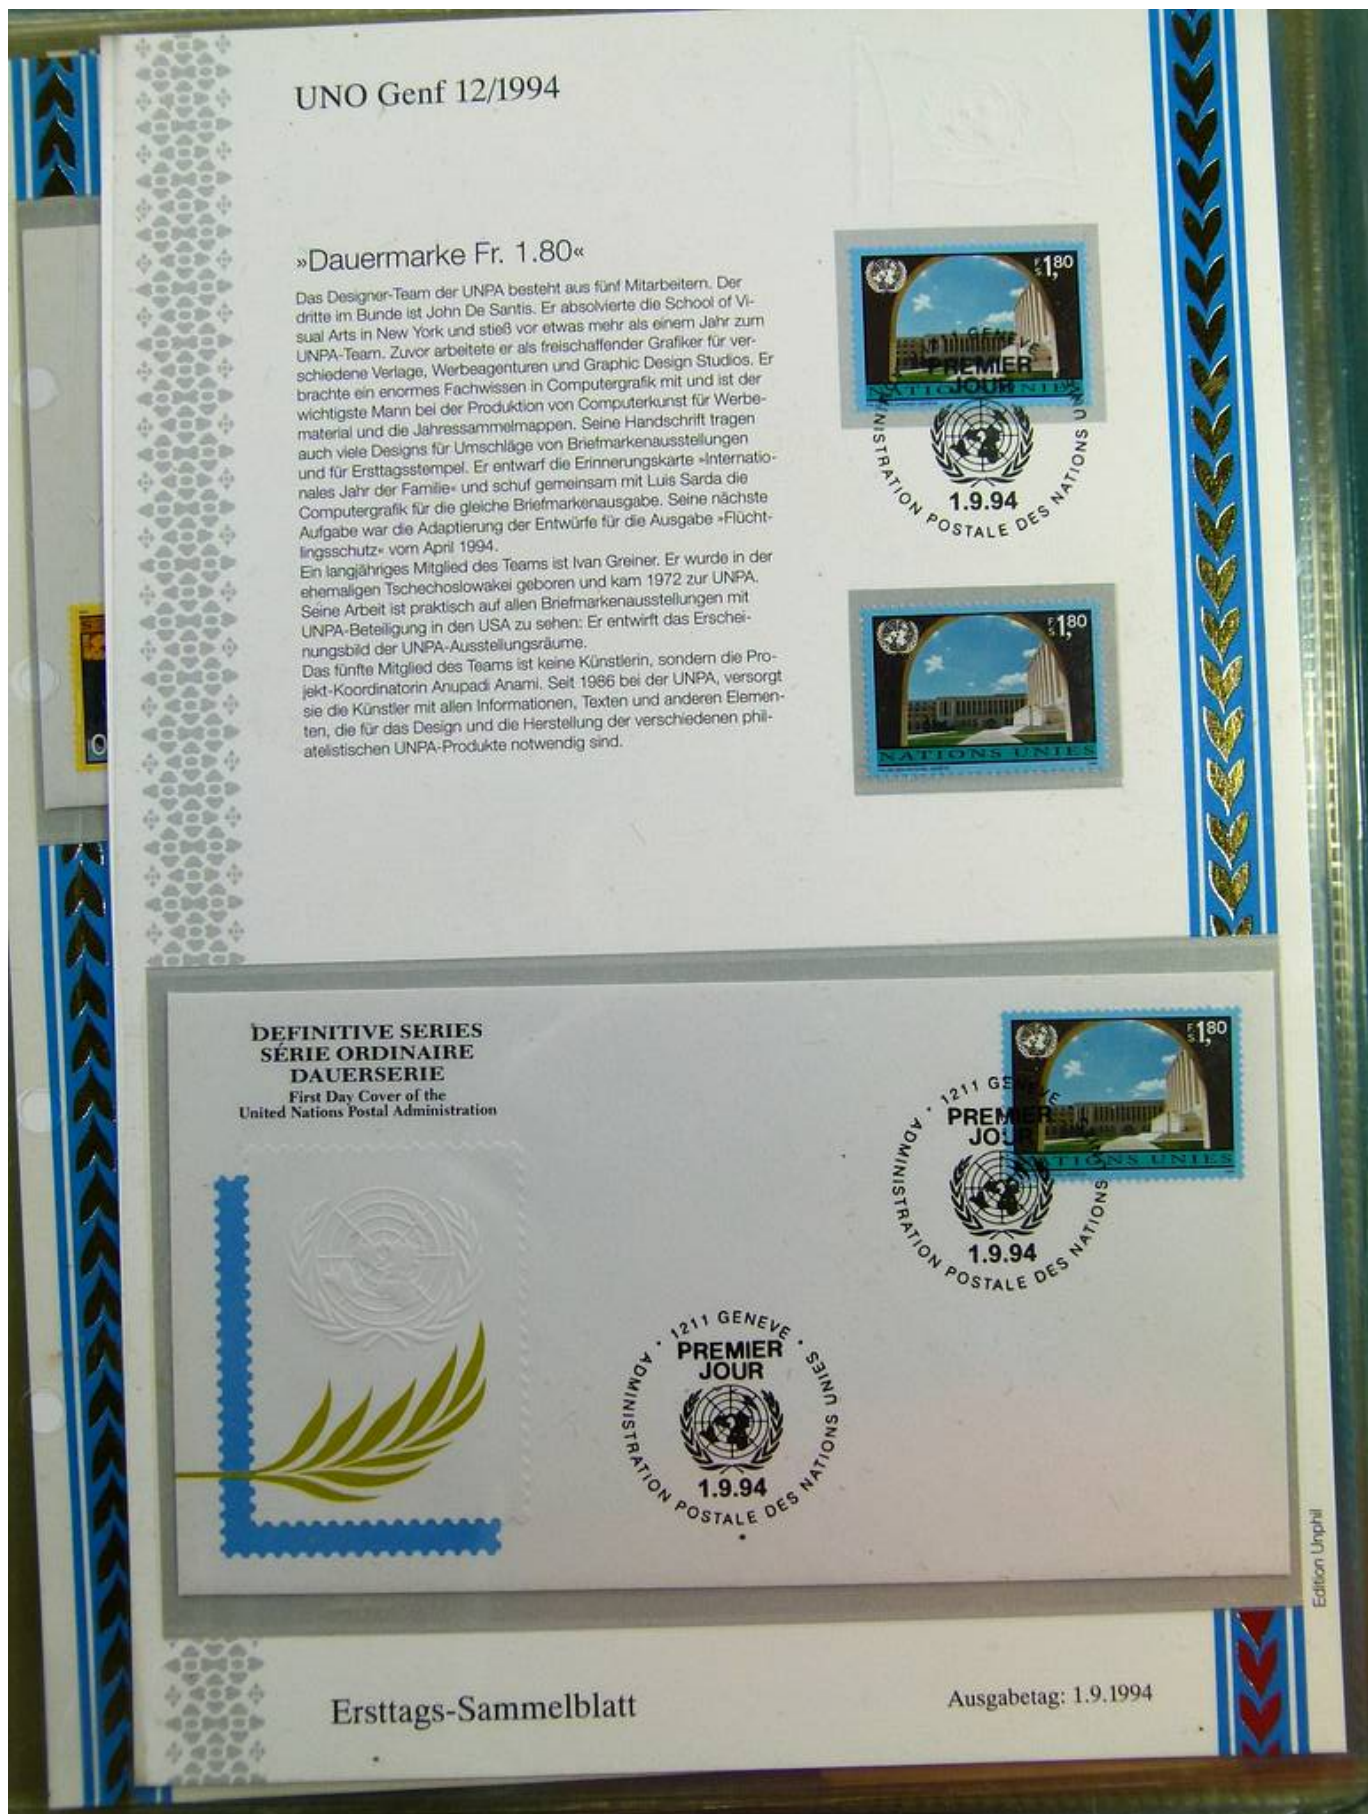 UNO Genf 12/1994
»Dauermarke Fr. 1.80«
Das Designer-Team der UNPA besteht aus fünf Mitarbeitern. Der
dritte im Bunde ist John De Santis. Er absolvierte die School of Vi-
sual Arts in New York und stieß vor etwas mehr als einem Jahr zum
UNPA-Team. Zuvor arbeitete er als freischaffender Grafiker für ver-
schiedene Verlage, Werbeagenturen und Graphic Design Studios. Er
brachte ein enormes Fachwissen in Computergrafik mit und ist der
wichtigste Mann bei der Produktion von Computerkunst für Werbe-
material und die Jahressammelmappen. Seine Handschrift tragen
auch viele Designs für Umschläge von Briefmarkenausstellungen
und für Ersttagsstempel. Er entwarf die Erinnerungskarte »Internatio-
nales Jahr der Familie« und schuf gemeinsam mit Luis Sarda die
Computergrafik für die gleiche Briefmarkenausgabe. Seine nächste
Aufgabe war die Adaptierung der Entwürfe für die Ausgabe »Flücht-
lingsschutz« vom April 1994.
Ein langjähriges Mitglied des Teams ist Ivan Greiner. Er wurde in der
ehemaligen Tschechoslowakei geboren und kam 1972 zur UNPA.
Seine Arbeit ist praktisch auf allen Briefmarkenausstellungen mit
UNPA-Beteiligung in den USA zu sehen: Er entwirft das Erschei-
nungsbild der UNPA-Ausstellungsräume.
Das fünfte Mitglied des Teams ist keine Künstlerin, sondern die Pro-
jekt-Koordinatorin Anupadi Anami. Seit 1986 bei der UNPA, versorgt
sie die Künstler mit allen Informationen, Texten und anderen Elemen-
ten, die für das Design und die Herstellung der verschiedenen phil-
atelistischen UNPA-Produkte notwendig sind.
F.S. 1,80
NATIONS UNIES
GENEVE
PREMIER
JOUR
1.9.94
POSTALE DES NATIONS
F.S. 1,80
NATIONS UNIES
DEFINITIVE SERIES
SÉRIE ORDINAIRE
DAUERSERIE
First Day Cover of the
United Nations Postal Administration
F.S. 1,80
NATIONS UNIES
1211 GENEVE
PREMIER
JOUR
1.9.94
ADMINISTRATION POSTALE DES NATIONS
1211 GENEVE
PREMIER
JOUR
1.9.94
ADMINISTRATION POSTALE DES NATIONS UNIES
Edition Unphil
Ersttags-Sammelblatt
Ausgabetag: 1.9.1994